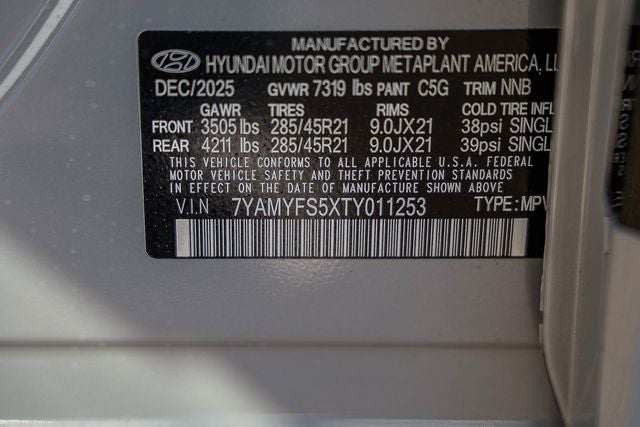 MANUFACTURED BY
HYUNDAI MOTOR GROUP METAPLANT AMERICA, LL
DEC/2025 GVWR 7319 lbs PAINT C5G TRIM NNB
GAWR TIRES RIMS COLD TIRE INFL
FRONT 3505 lbs 285/45R21 9.0JX21 38psi SINGL
REAR 4211 lbs 285/45R21 9.0JX21 39psi SINGL
THIS VEHICLE CONFORMS TO ALL APPLICABLE U.S.A. FEDERAL
MOTOR VEHICLE SAFETY AND THEFT PREVENTION STANDARDS
IN EFFECT ON THE DATE OF MANUFACTURE SHOWN ABOVE
V.I.N 7YAMYFS5XTY011253 TYPE: MPV